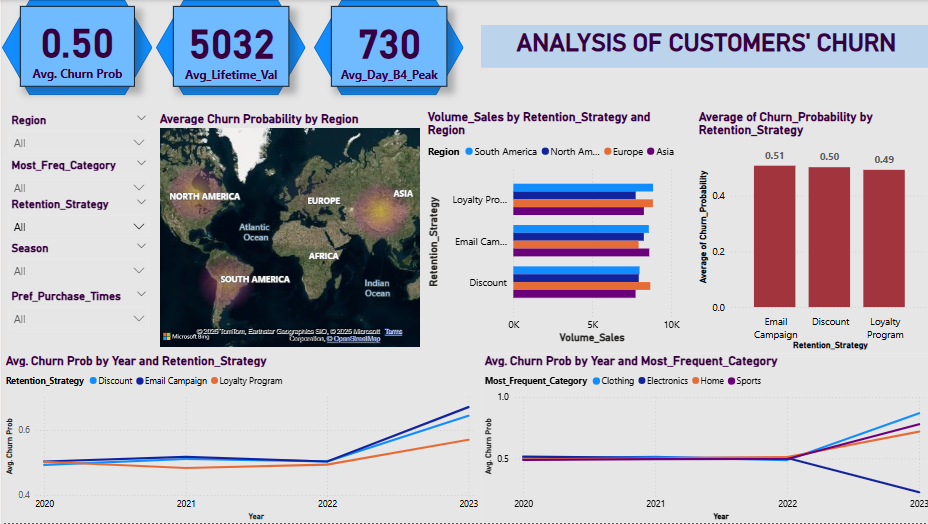 0.50
Avg. Churn Prob
5032
Avg_Lifetime_Val
730
Avg_Day_B4_Peak
ANALYSIS OF CUSTOMERS' CHURN
Region
All
Most_Freq_Category
All
Retention_Strategy
All
Season
All
Pref_Purchase_Times
All
Average Churn Probability by Region
NORTH AMERICA
EUROPE
ASIA
Atlantic
Ocean
AFRICA
SOUTH AMERICA
Indian
Ocean
Microsoft Bing
© 2025 TomTom, Earthstar Geographics SIO, © 2025 Microsoft Terms
Corporation, © OpenStreetMap
Volume_Sales by Retention_Strategy and
Region
Region South America North Am... Europe Asia
Retention_Strategy
Loyalty Pro...
Email Cam...
Discount
0K 5K 10K
Volume_Sales
Average of Churn_Probability by
Retention_Strategy
Average of Churn_Probability
0.51 0.50 0.49
0.4
0.2
0.0
Email
Campaign
Discount
Loyalty
Program
Retention_Strategy
Avg. Churn Prob by Year and Retention_Strategy
Retention_Strategy Discount Email Campaign Loyalty Program
Avg. Churn Prob
0.6
0.4
2020 2021 2022 2023
Year
Avg. Churn Prob by Year and Most_Frequent_Category
Most_Frequent_Category Clothing Electronics Home Sports
Avg. Churn Prob
1.0
0.5
2020 2021 2022 2023
Year